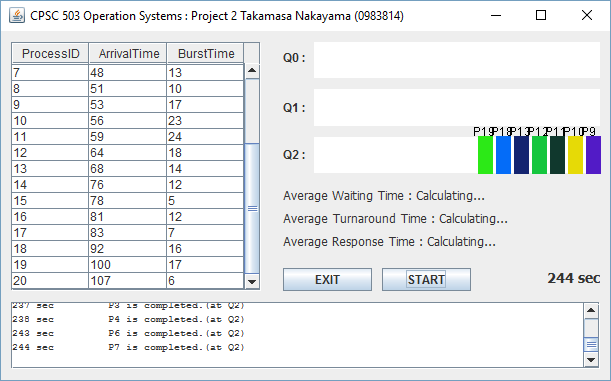 CPSC 503 Operation Systems : Project 2 Takamasa Nakayama (0983814)
ProcessID ArrivalTime BurstTime
7 48 13
8 51 10
9 53 17
10 56 23
11 59 24
12 64 18
13 68 14
14 76 12
15 78 5
16 81 12
17 83 7
18 92 16
19 100 17
20 107 6
Q0 :
Q1 :
P19 P18 P13 P12 P11 P10 P9
Q2 :
Average Waiting Time : Calculating...
Average Turnaround Time : Calculating...
Average Response Time : Calculating...
EXIT START 244 sec
237 sec P3 is completed.(at Q2)
238 sec P4 is completed.(at Q2)
243 sec P6 is completed.(at Q2)
244 sec P7 is completed.(at Q2)